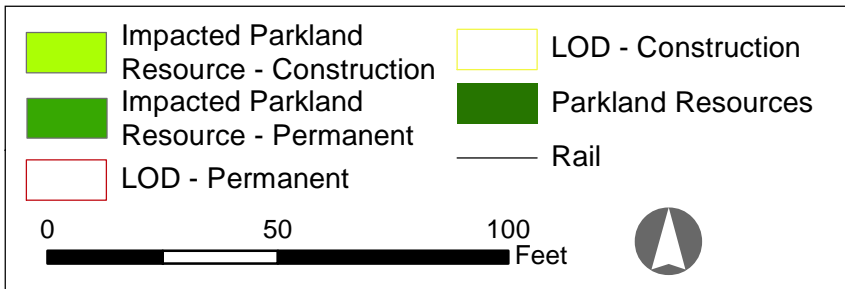 Impacted Parkland
Resource - Construction
Impacted Parkland
Resource - Permanent
LOD - Permanent
LOD - Construction
Parkland Resources
Rail
0 50 100
Feet